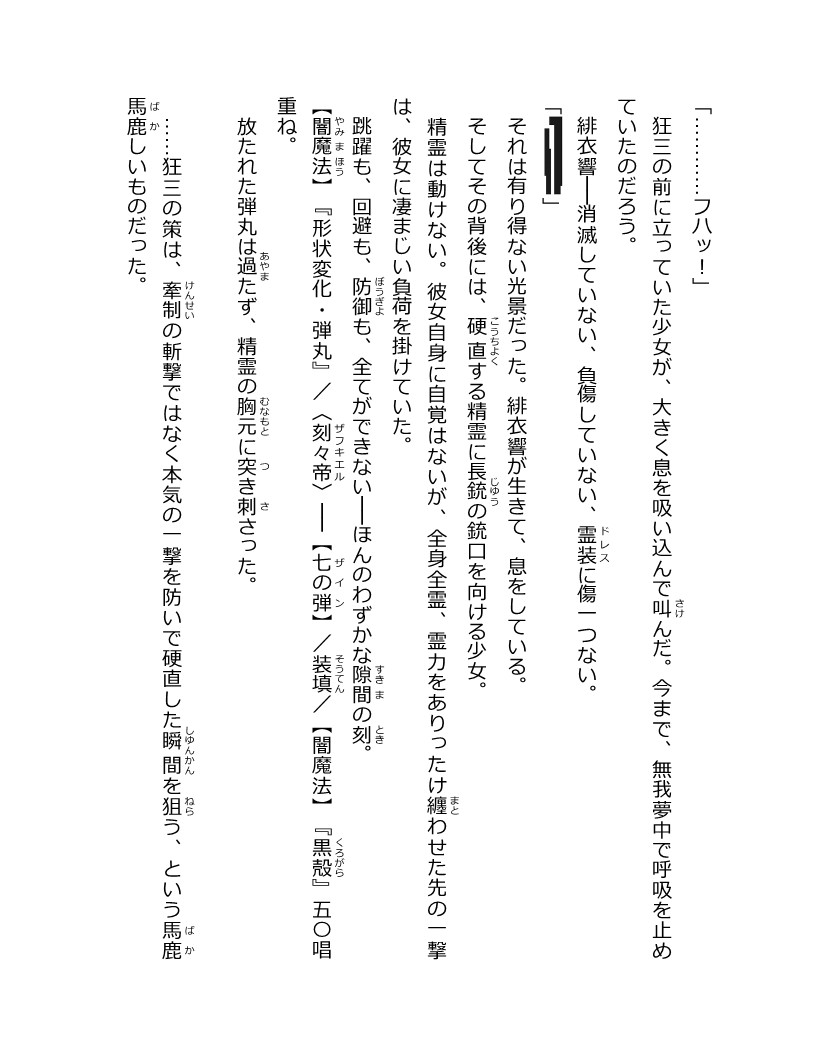 「…………フハッ！」
狂三の前に立っていた少女が、大きく息を吸い込んで叫んだ。今まで、無我夢中で呼吸を止め
ていたのだろう。
緋衣響――消滅していない、負傷していない、霊装に傷一つない。
「　」
それは有り得ない光景だった。緋衣響が生きて、息をしている。
そしてその背後には、硬直する精霊に長銃の銃口を向ける少女。
精霊は動けない。彼女自身に自覚はないが、全身全霊、霊力をありったけ纏わせた先の一撃
は、彼女に凄まじい負荷を掛けていた。
跳躍も、回避も、防御も、全てができない――ほんのわずかな隙間の刻。
【闇魔法】『形状変化・弾丸』／〈刻々帝〉――【七の弾】／装填／【闇魔法】『黒殻』五〇唱
重ね。
放たれた弾丸は過たず、精霊の胸元に突き刺さった。
……狂三の策は、牽制の斬撃ではなく本気の一撃を防いで硬直した瞬間を狙う、という馬鹿
馬鹿しいものだった。